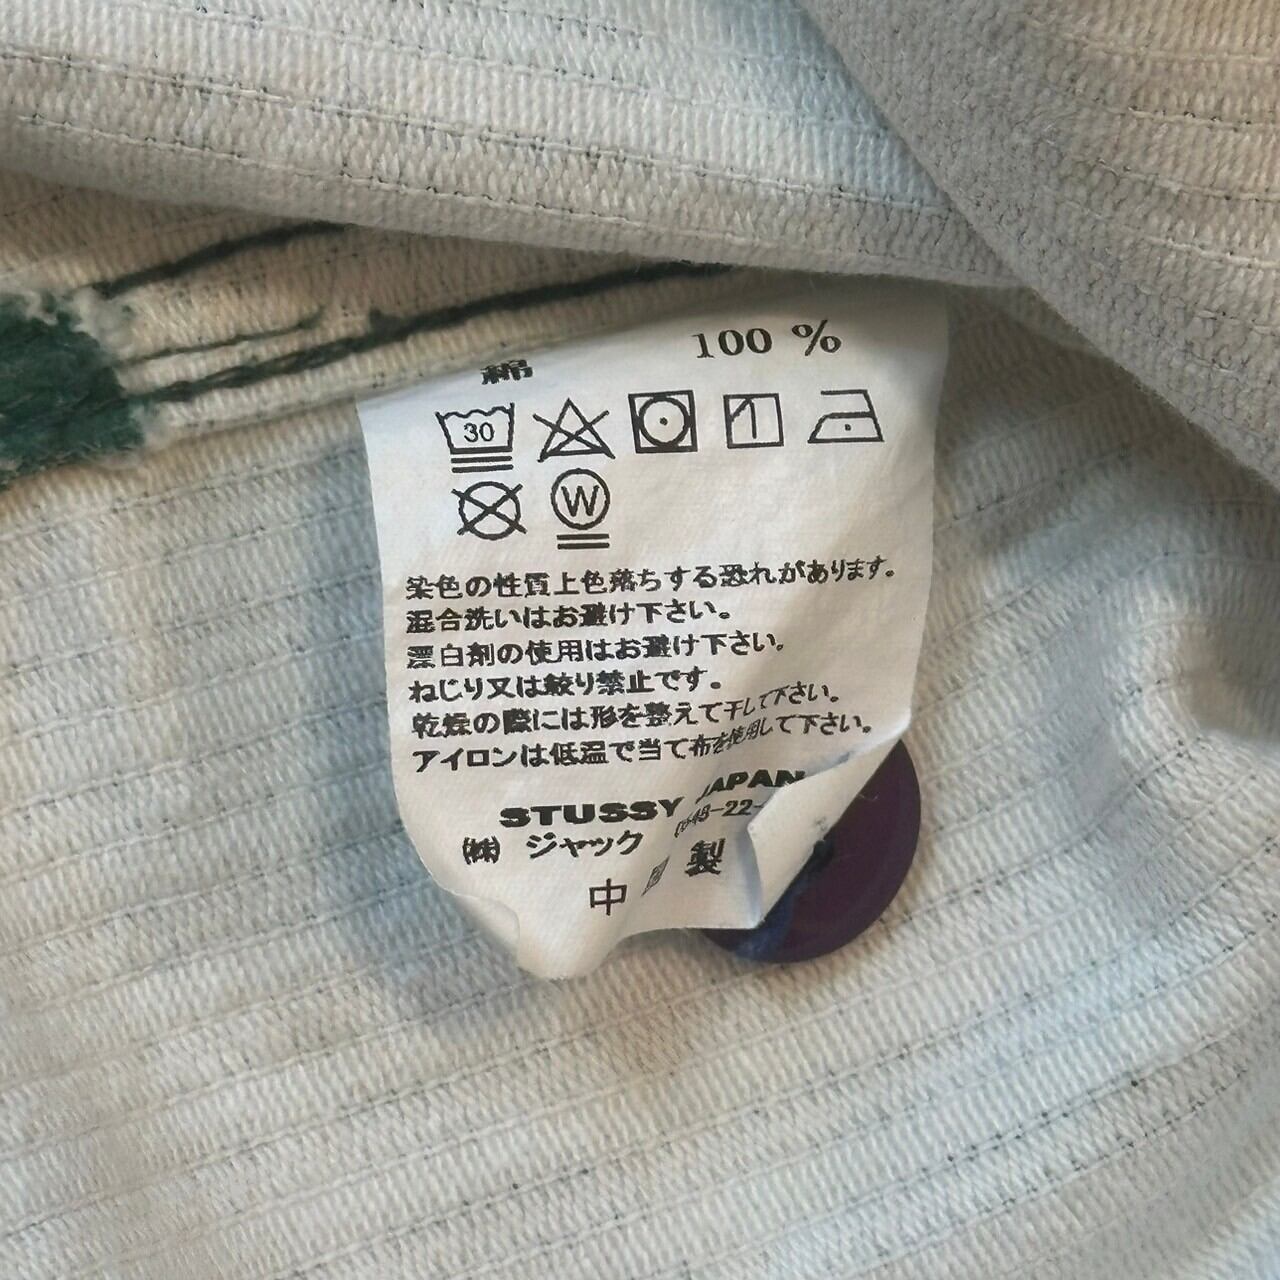 綿 100 %
30
W
染色の性質上色落ちする恐れがあります。
混合洗いはお避け下さい。
漂白剤の使用はお避け下さい。
ねじり又は絞り禁止です。
乾燥の際には形を整えて干して下さい。
アイロンは低温で当て布を使用して下さい。
STUSSY JAPAN
㈱ ジャック 48-22-
中国製